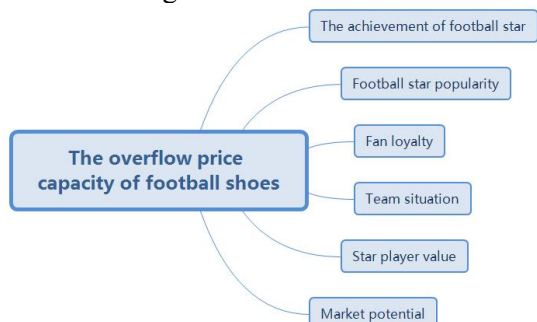 The achievement of football star
Football star popularity
Fan loyalty
The overflow price
capacity of football shoes
Team situation
Star player value
Market potential